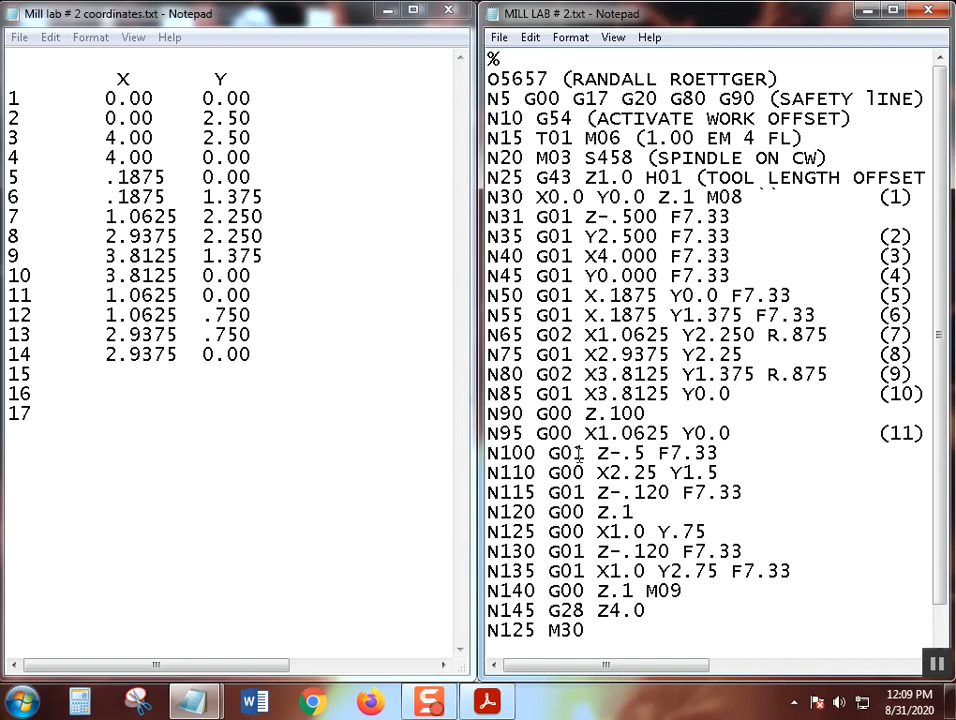 Mill lab # 2 coordinates.txt - Notepad
File Edit Format View Help
X Y
1 0.00 0.00
2 0.00 2.50
3 4.00 2.50
4 4.00 0.00
5 .1875 0.00
6 .1875 1.375
7 1.0625 2.250
8 2.9375 2.250
9 3.8125 1.375
10 3.8125 0.00
11 1.0625 0.00
12 1.0625 .750
13 2.9375 .750
14 2.9375 0.00
15
16
17
MILL LAB # 2.txt - Notepad
File Edit Format View Help
%
O5657 (RANDALL ROETTGER)
N5 G00 G17 G20 G80 G90 (SAFETY lINE)
N10 G54 (ACTIVATE WORK OFFSET)
N15 T01 M06 (1.00 EM 4 FL)
N20 M03 S458 (SPINDLE ON CW)
N25 G43 Z1.0 H01 (TOOL LENGTH OFFSET
N30 X0.0 Y0.0 Z.1 M08 `` (1)
N31 G01 Z-.500 F7.33
N35 G01 Y2.500 F7.33 (2)
N40 G01 X4.000 F7.33 (3)
N45 G01 Y0.000 F7.33 (4)
N50 G01 X.1875 Y0.0 F7.33 (5)
N55 G01 X.1875 Y1.375 F7.33 (6)
N65 G02 X1.0625 Y2.250 R.875 (7)
N75 G01 X2.9375 Y2.25 (8)
N80 G02 X3.8125 Y1.375 R.875 (9)
N85 G01 X3.8125 Y0.0 (10)
N90 G00 Z.100
N95 G00 X1.0625 Y0.0 (11)
N100 G01 Z-.5 F7.33
N110 G00 X2.25 Y1.5
N115 G01 Z-.120 F7.33
N120 G00 Z.1
N125 G00 X1.0 Y.75
N130 G01 Z-.120 F7.33
N135 G01 X1.0 Y2.75 F7.33
N140 G00 Z.1 M09
N145 G28 Z4.0
N125 M30
12:09 PM
8/31/2020